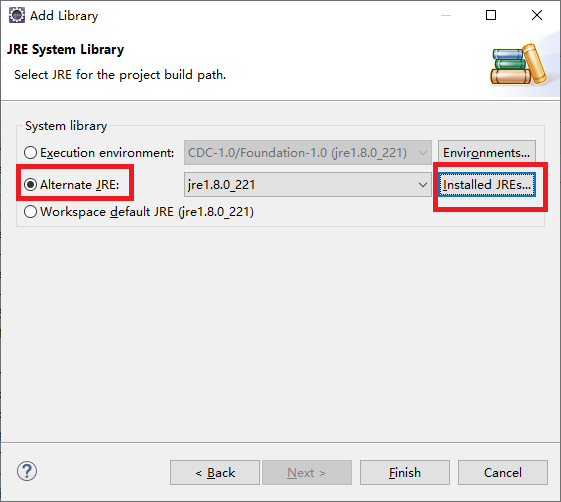 Add Library
JRE System Library
Select JRE for the project build path.
System library
Execution environment: CDC-1.0/Foundation-1.0 (jre1.8.0_221) Environments...
Alternate JRE: jre1.8.0_221 Installed JREs...
Workspace default JRE (jre1.8.0_221)
? < Back Next > Finish Cancel